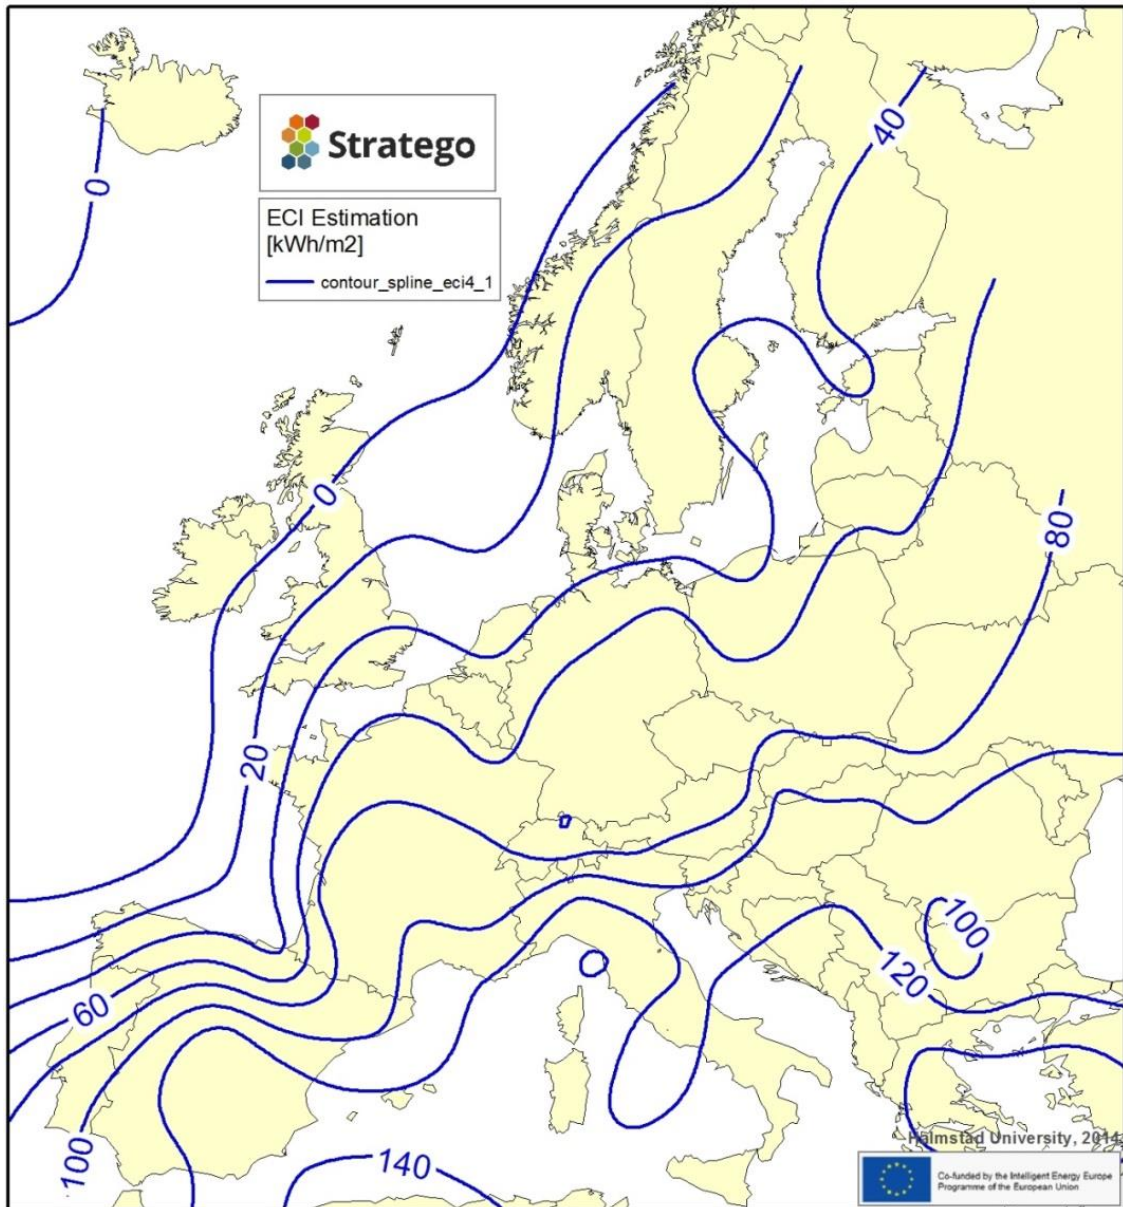 40
Stratego
0
ECI Estimation
[kWh/m2]
contour_spline_eci4_1
0
80
20
100
120
60
100
140
Halmstad University, 2014
Co-funded by the Intelligent Energy Europe
Programme of the European Union